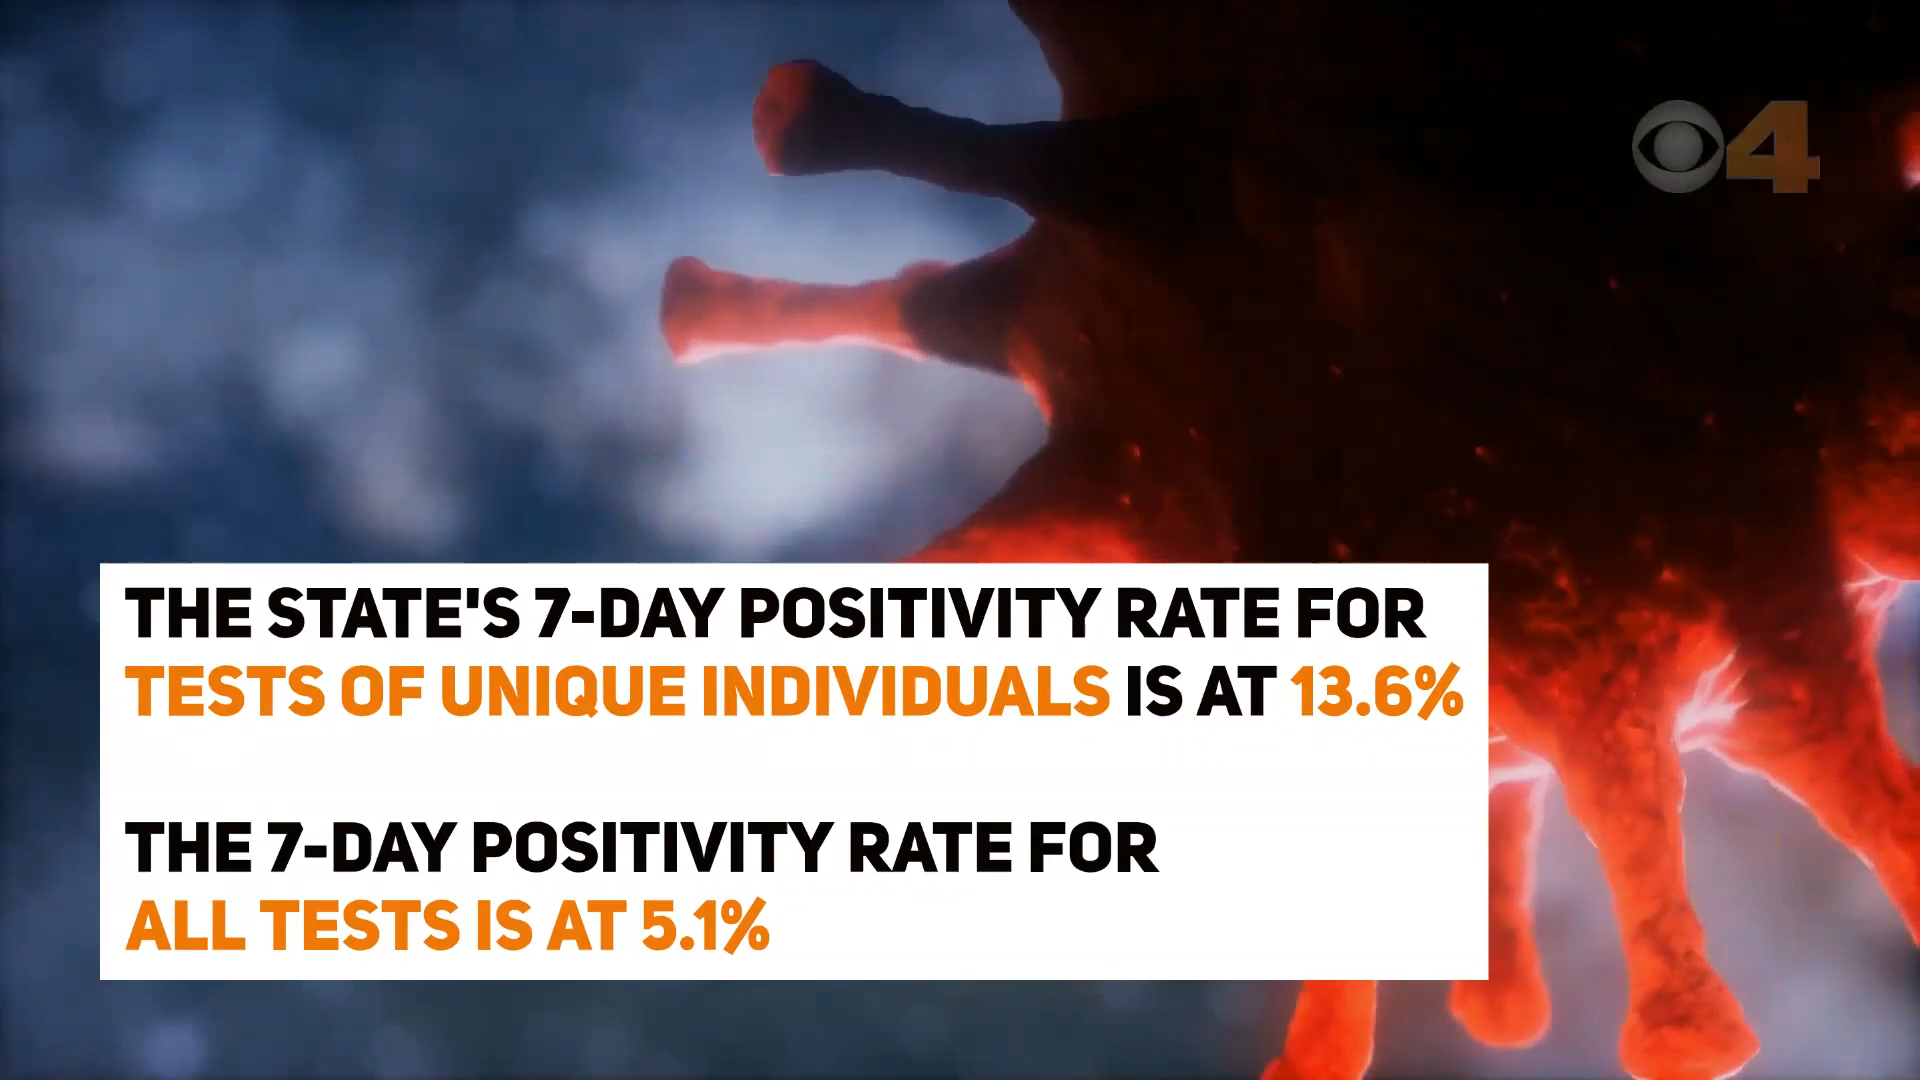 4
THE STATE'S 7-DAY POSITIVITY RATE FOR
TESTS OF UNIQUE INDIVIDUALS IS AT 13.6%
THE 7-DAY POSITIVITY RATE FOR
ALL TESTS IS AT 5.1%